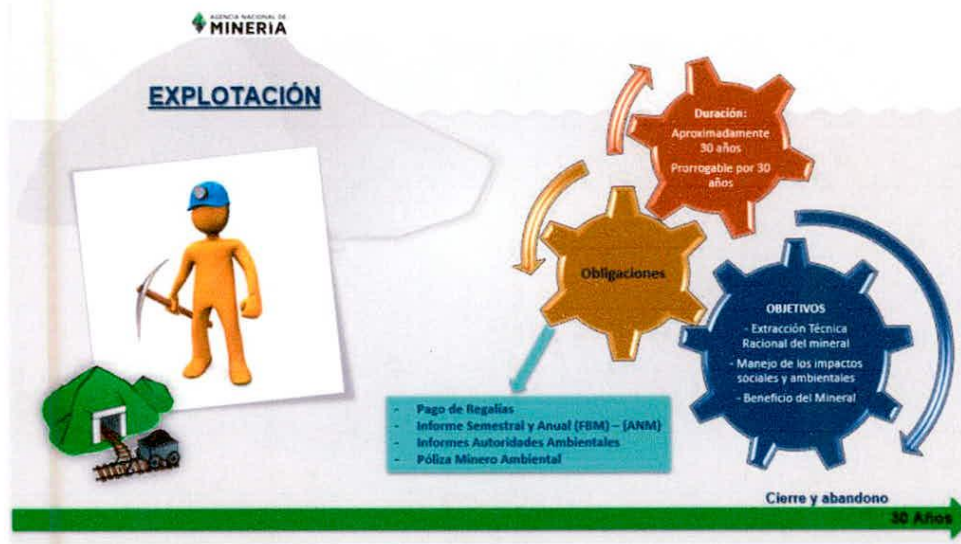 AGENCIA NACIONAL DE
MINERÍA
EXPLOTACIÓN
Duración:
Aproximadamente
30 años
Prorrogable por 30
años
Obligaciones
OBJETIVOS
- Extracción Técnica
Racional del mineral
- Manejo de los impactos
sociales y ambientales
- Beneficio del Mineral
- Pago de Regalías
- Informe Semestral y Anual (FBM) – (ANM)
- Informes Autoridades Ambientales
- Póliza Minero Ambiental
Cierre y abandono
30 Años